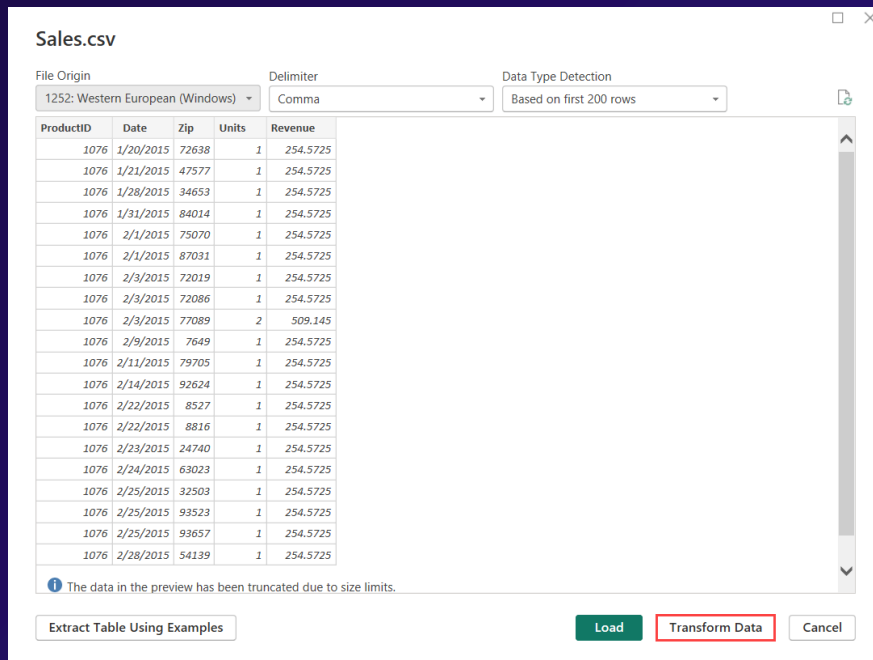 Sales.csv
File Origin
Delimiter
Data Type Detection
1252: Western European (Windows)
Comma
Based on first 200 rows
ProductID Date Zip Units Revenue
1076 1/20/2015 72638 1 254.5725
1076 1/21/2015 47577 1 254.5725
1076 1/28/2015 34653 1 254.5725
1076 1/31/2015 84014 1 254.5725
1076 2/1/2015 75070 1 254.5725
1076 2/1/2015 87031 1 254.5725
1076 2/3/2015 72019 1 254.5725
1076 2/3/2015 72086 1 254.5725
1076 2/3/2015 77089 2 509.145
1076 2/9/2015 7649 1 254.5725
1076 2/11/2015 79705 1 254.5725
1076 2/14/2015 92624 1 254.5725
1076 2/22/2015 8527 1 254.5725
1076 2/22/2015 8816 1 254.5725
1076 2/23/2015 24740 1 254.5725
1076 2/24/2015 63023 1 254.5725
1076 2/25/2015 32503 1 254.5725
1076 2/25/2015 93523 1 254.5725
1076 2/25/2015 93657 1 254.5725
1076 2/28/2015 54139 1 254.5725
The data in the preview has been truncated due to size limits.
Extract Table Using Examples
Load
Transform Data
Cancel